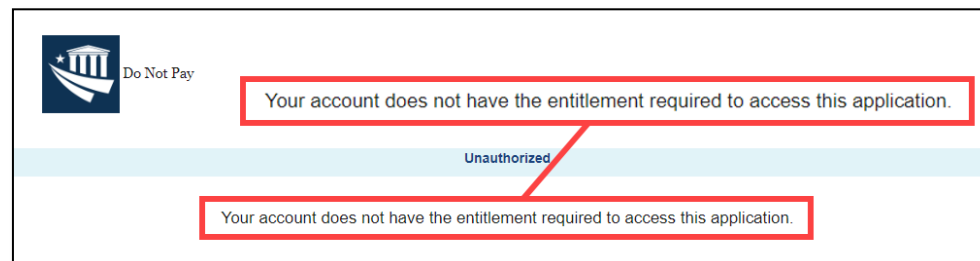 Do Not Pay
Your account does not have the entitlement required to access this application.
Unauthorized
Your account does not have the entitlement required to access this application.